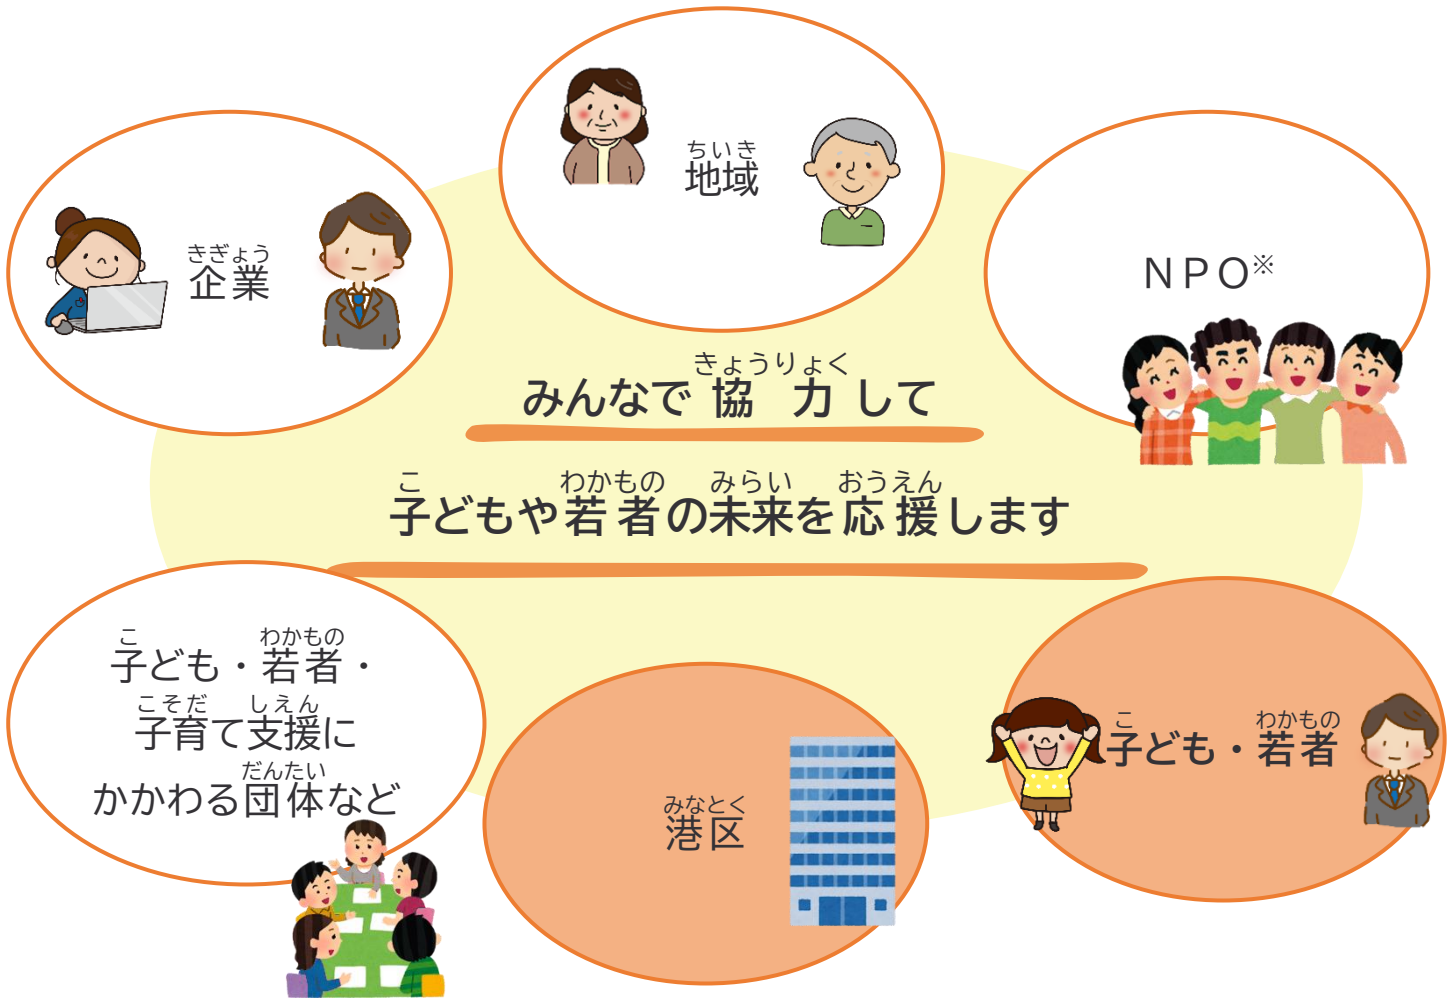 ちいき
地域
ききぎょう
企業
NPO※
きょうりょく
みんなで協力して
こ わかもの みらい おうえん
子どもや若者の未来を応援します
こ わかもの
子ども・若者・
こそだ しえん
子育て支援に
だんたい
かかわる団体など
みなとく
港区
こ わかもの
子ども・若者